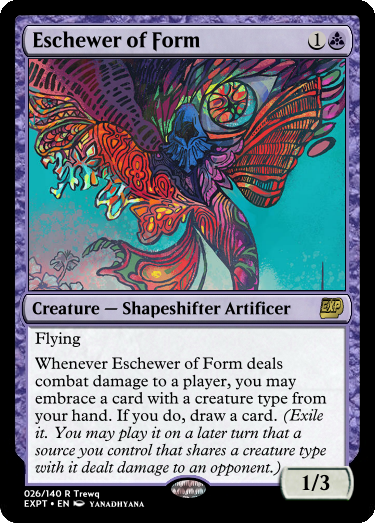 Eschewer of Form 1
Creature — Shapeshifter Artificer EXP
Flying
Whenever Eschewer of Form deals
combat damage to a player, you may
embrace a card with a creature type from
your hand. If you do, draw a card. (Exile
it. You may play it on a later turn that a
source you control that shares a creature type
with it dealt damage to an opponent.)
1/3
026/140 R Trewq
EXPT • EN YANADHYANA